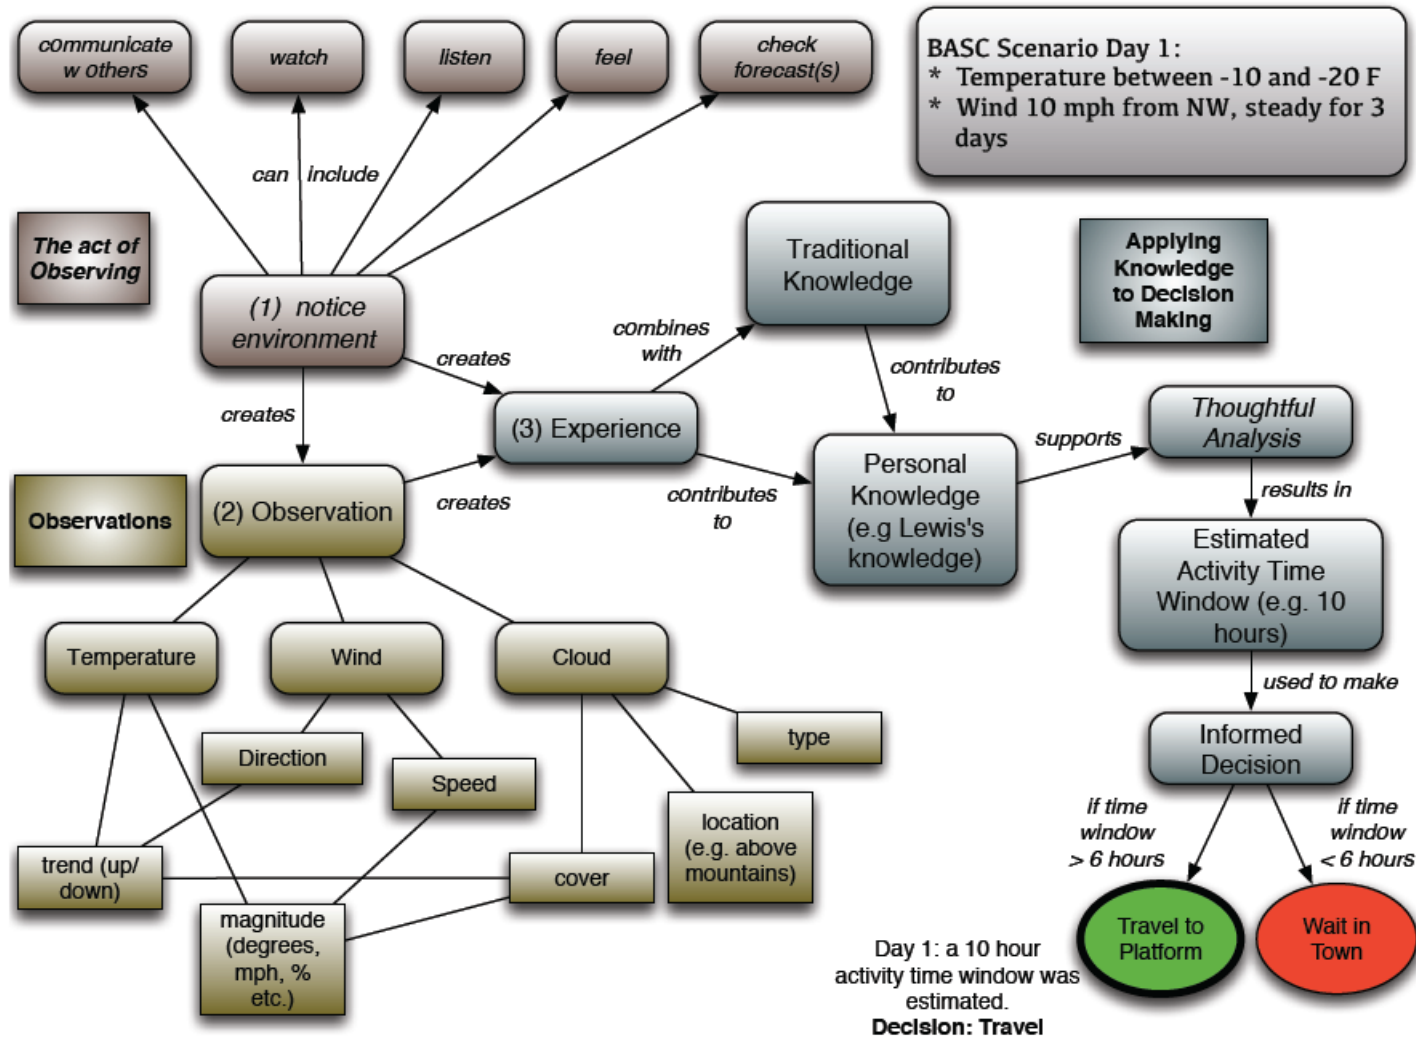 communicate
w others
watch
listen
feel
check
forecast(s)
BASC Scenario Day 1:
* Temperature between -10 and -20 F
* Wind 10 mph from NW, steady for 3
days
can include
The act of
Observing
(1) notice
environment
Traditional
Knowledge
Applying
Knowledge
to Decision
Making
combines
with
creates
creates
contributes
to
(3) Experience
Thoughtful
Analysis
supports
Personal
Knowledge
(e.g Lewis's
knowledge)
Observations
(2) Observation
creates
contributes
to
results in
Estimated
Activity Time
Window (e.g. 10
hours)
Temperature
Wind
Cloud
used to make
type
Direction
Speed
Informed
Decision
location
(e.g. above
mountains)
if time
window
> 6 hours
if time
window
< 6 hours
trend (up/
down)
cover
magnitude
(degrees,
mph, %
etc.)
Travel to
Platform
Wait in
Town
Day 1: a 10 hour
activity time window was
estimated.
Decision: Travel